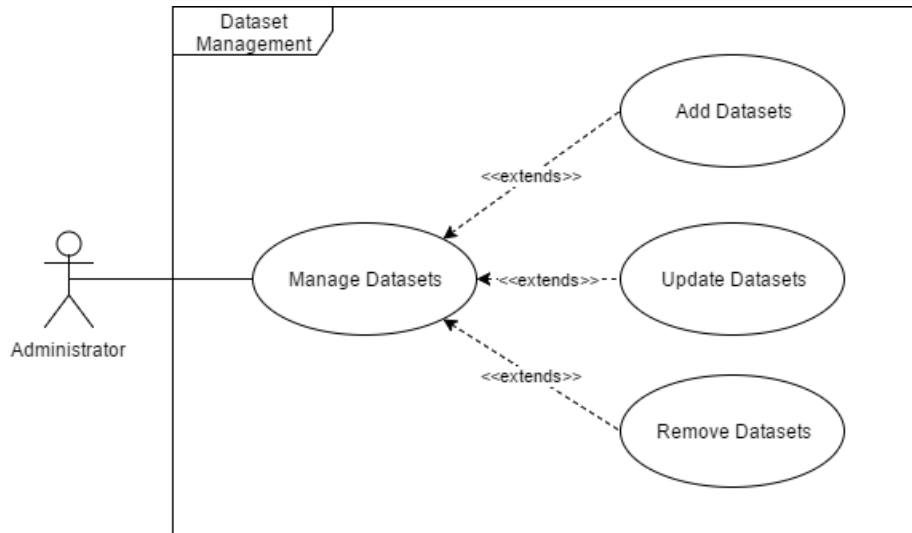 Dataset
Management
Add Datasets
<<extends>>
Manage Datasets
<<extends>>
Update Datasets
Administrator
<<extends>>
Remove Datasets